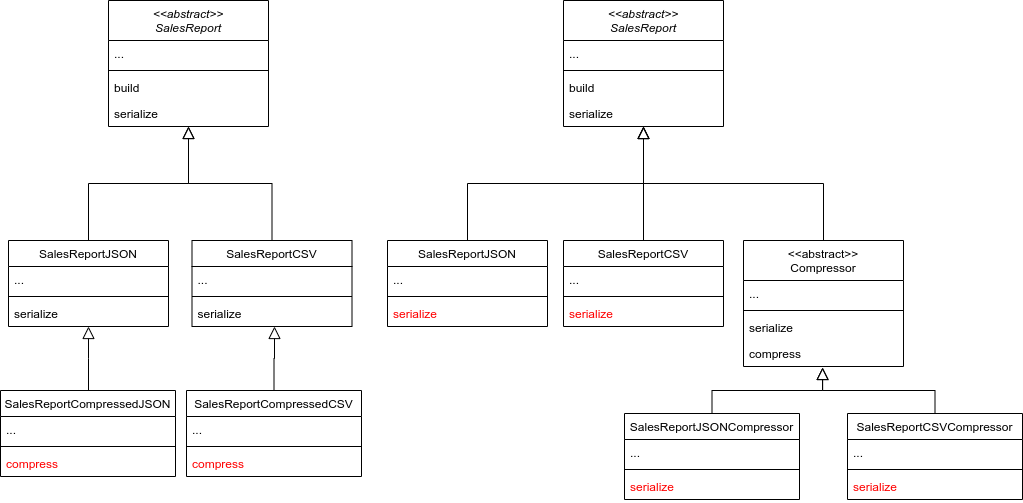 <<abstract>>
SalesReport
...
build
serialize
SalesReportJSON
...
serialize
SalesReportCSV
...
serialize
SalesReportCompressedJSON
...
compress
SalesReportCompressedCSV
...
compress
<<abstract>>
SalesReport
...
build
serialize
SalesReportJSON
...
serialize
SalesReportCSV
...
serialize
<<abstract>>
Compressor
...
serialize
compress
SalesReportJSONCompressor
...
serialize
SalesReportCSVCompressor
...
serialize